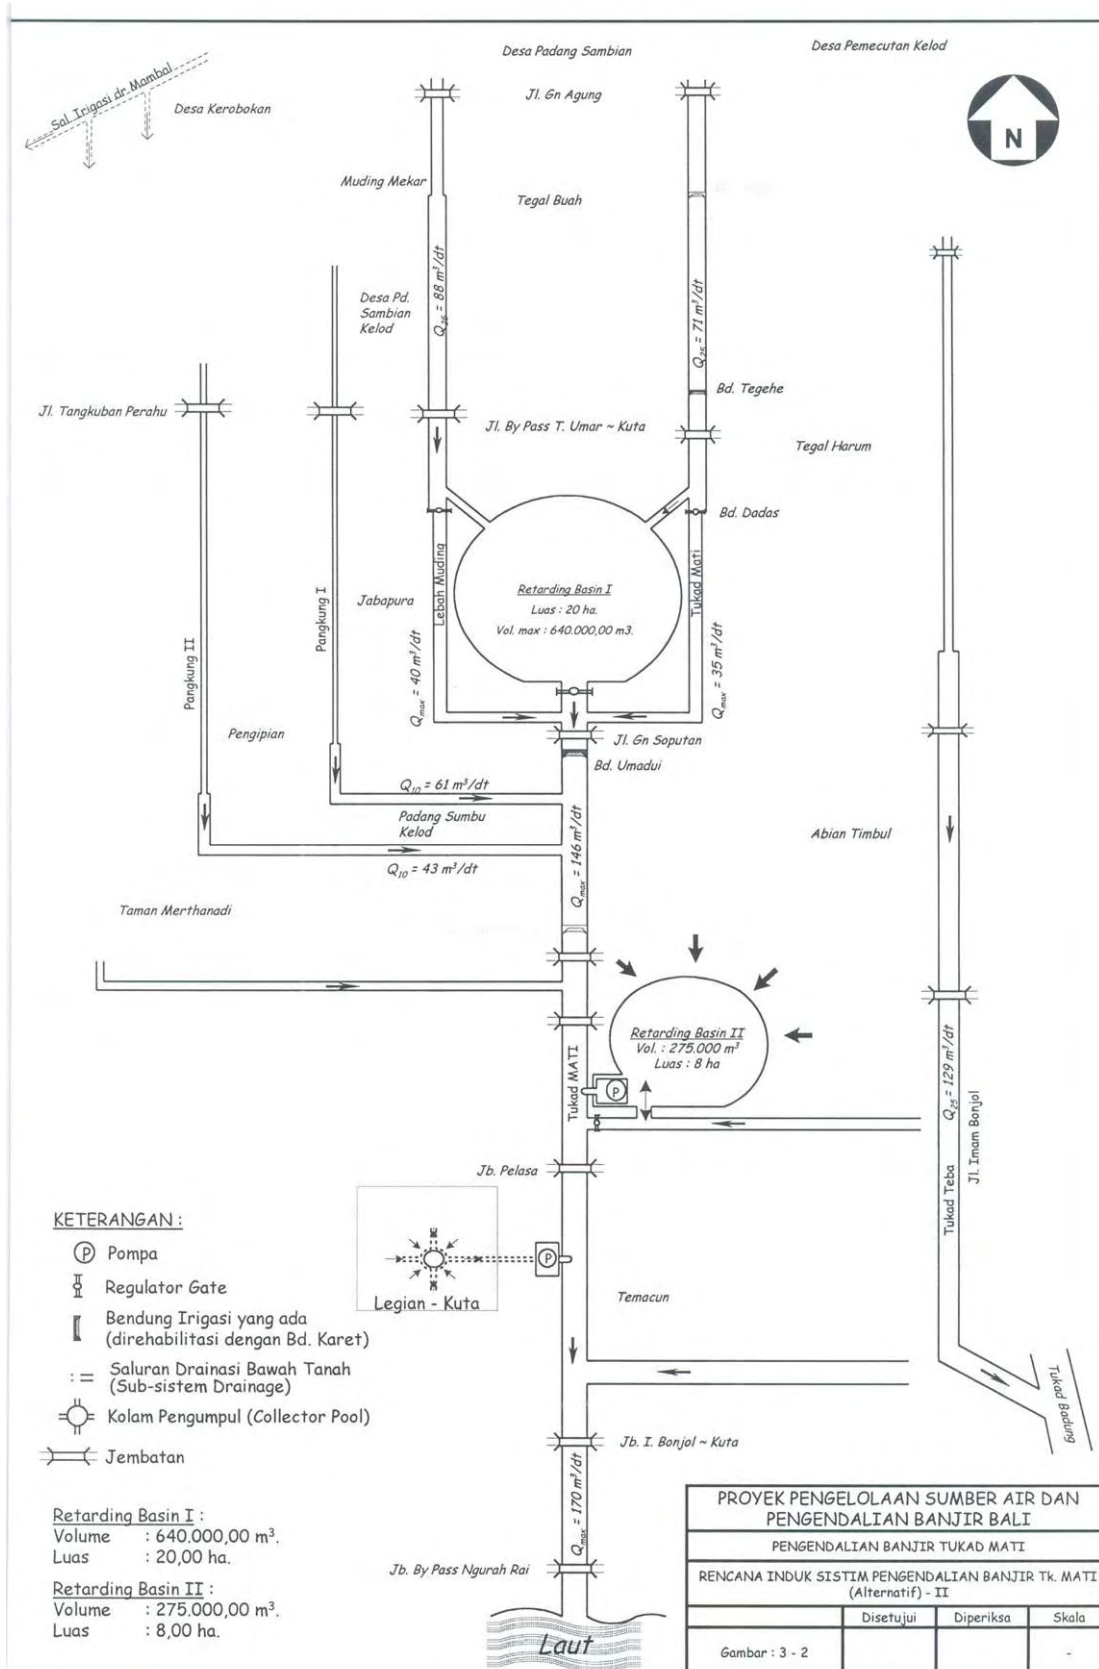 Desa Padang Sambian
Desa Pemecutan Kelod
Sal. Irigasi dr Mambal
Desa Kerobokan
Jl. Gn Agung
N
Muding Mekar
Tegal Buah
Q25 = 88 m³/dt
Desa Pd.
Sambian
Kelod
Q25 = 71 m³/dt
Bd. Tegehe
Jl. Tangkuban Perahu
Jl. By Pass T. Umar ~ Kuta
Tegal Harum
Bd. Dadas
Lebah Muding
Tukad Mati
Retarding Basin I
Luas : 20 ha.
Vol. max : 640.000,00 m3.
Pangkung I
Jabapura
Pangkung II
Qmax = 40 m³/dt
Qmax = 35 m³/dt
Pengipian
Jl. Gn Soputan
Bd. Umadui
Q10 = 61 m³/dt
Padang Sumbu
Kelod
Qmax = 146 m³/dt
Abian Timbul
Q10 = 43 m³/dt
Taman Merthanadi
Retarding Basin II
Vol. : 275.000 m³
Luas : 8 ha
Tukad MATI
P
Q25 = 129 m³/dt
Jl. Imam Bonjol
Tukad Teba
Jb. Pelasa
P
Legian - Kuta
Temacun
Tukad Badung
KETERANGAN :
P Pompa
Regulator Gate
Bendung Irigasi yang ada
(direhabilitasi dengan Bd. Karet)
Saluran Drainasi Bawah Tanah
(Sub-sistem Drainage)
Kolam Pengumpul (Collector Pool)
Jembatan
Jb. I. Bonjol ~ Kuta
Qmax = 170 m³/dt
Jb. By Pass Ngurah Rai
Laut
Retarding Basin I :
Volume : 640.000,00 m³.
Luas : 20,00 ha.
Retarding Basin II :
Volume : 275.000,00 m³.
Luas : 8,00 ha.
PROYEK PENGELOLAAN SUMBER AIR DAN
PENGENDALIAN BANJIR BALI
PENGENDALIAN BANJIR TUKAD MATI
RENCANA INDUK SISTIM PENGENDALIAN BANJIR Tk. MATI
(Alternatif) - II
Disetujui Diperiksa Skala
Gambar : 3 - 2 -